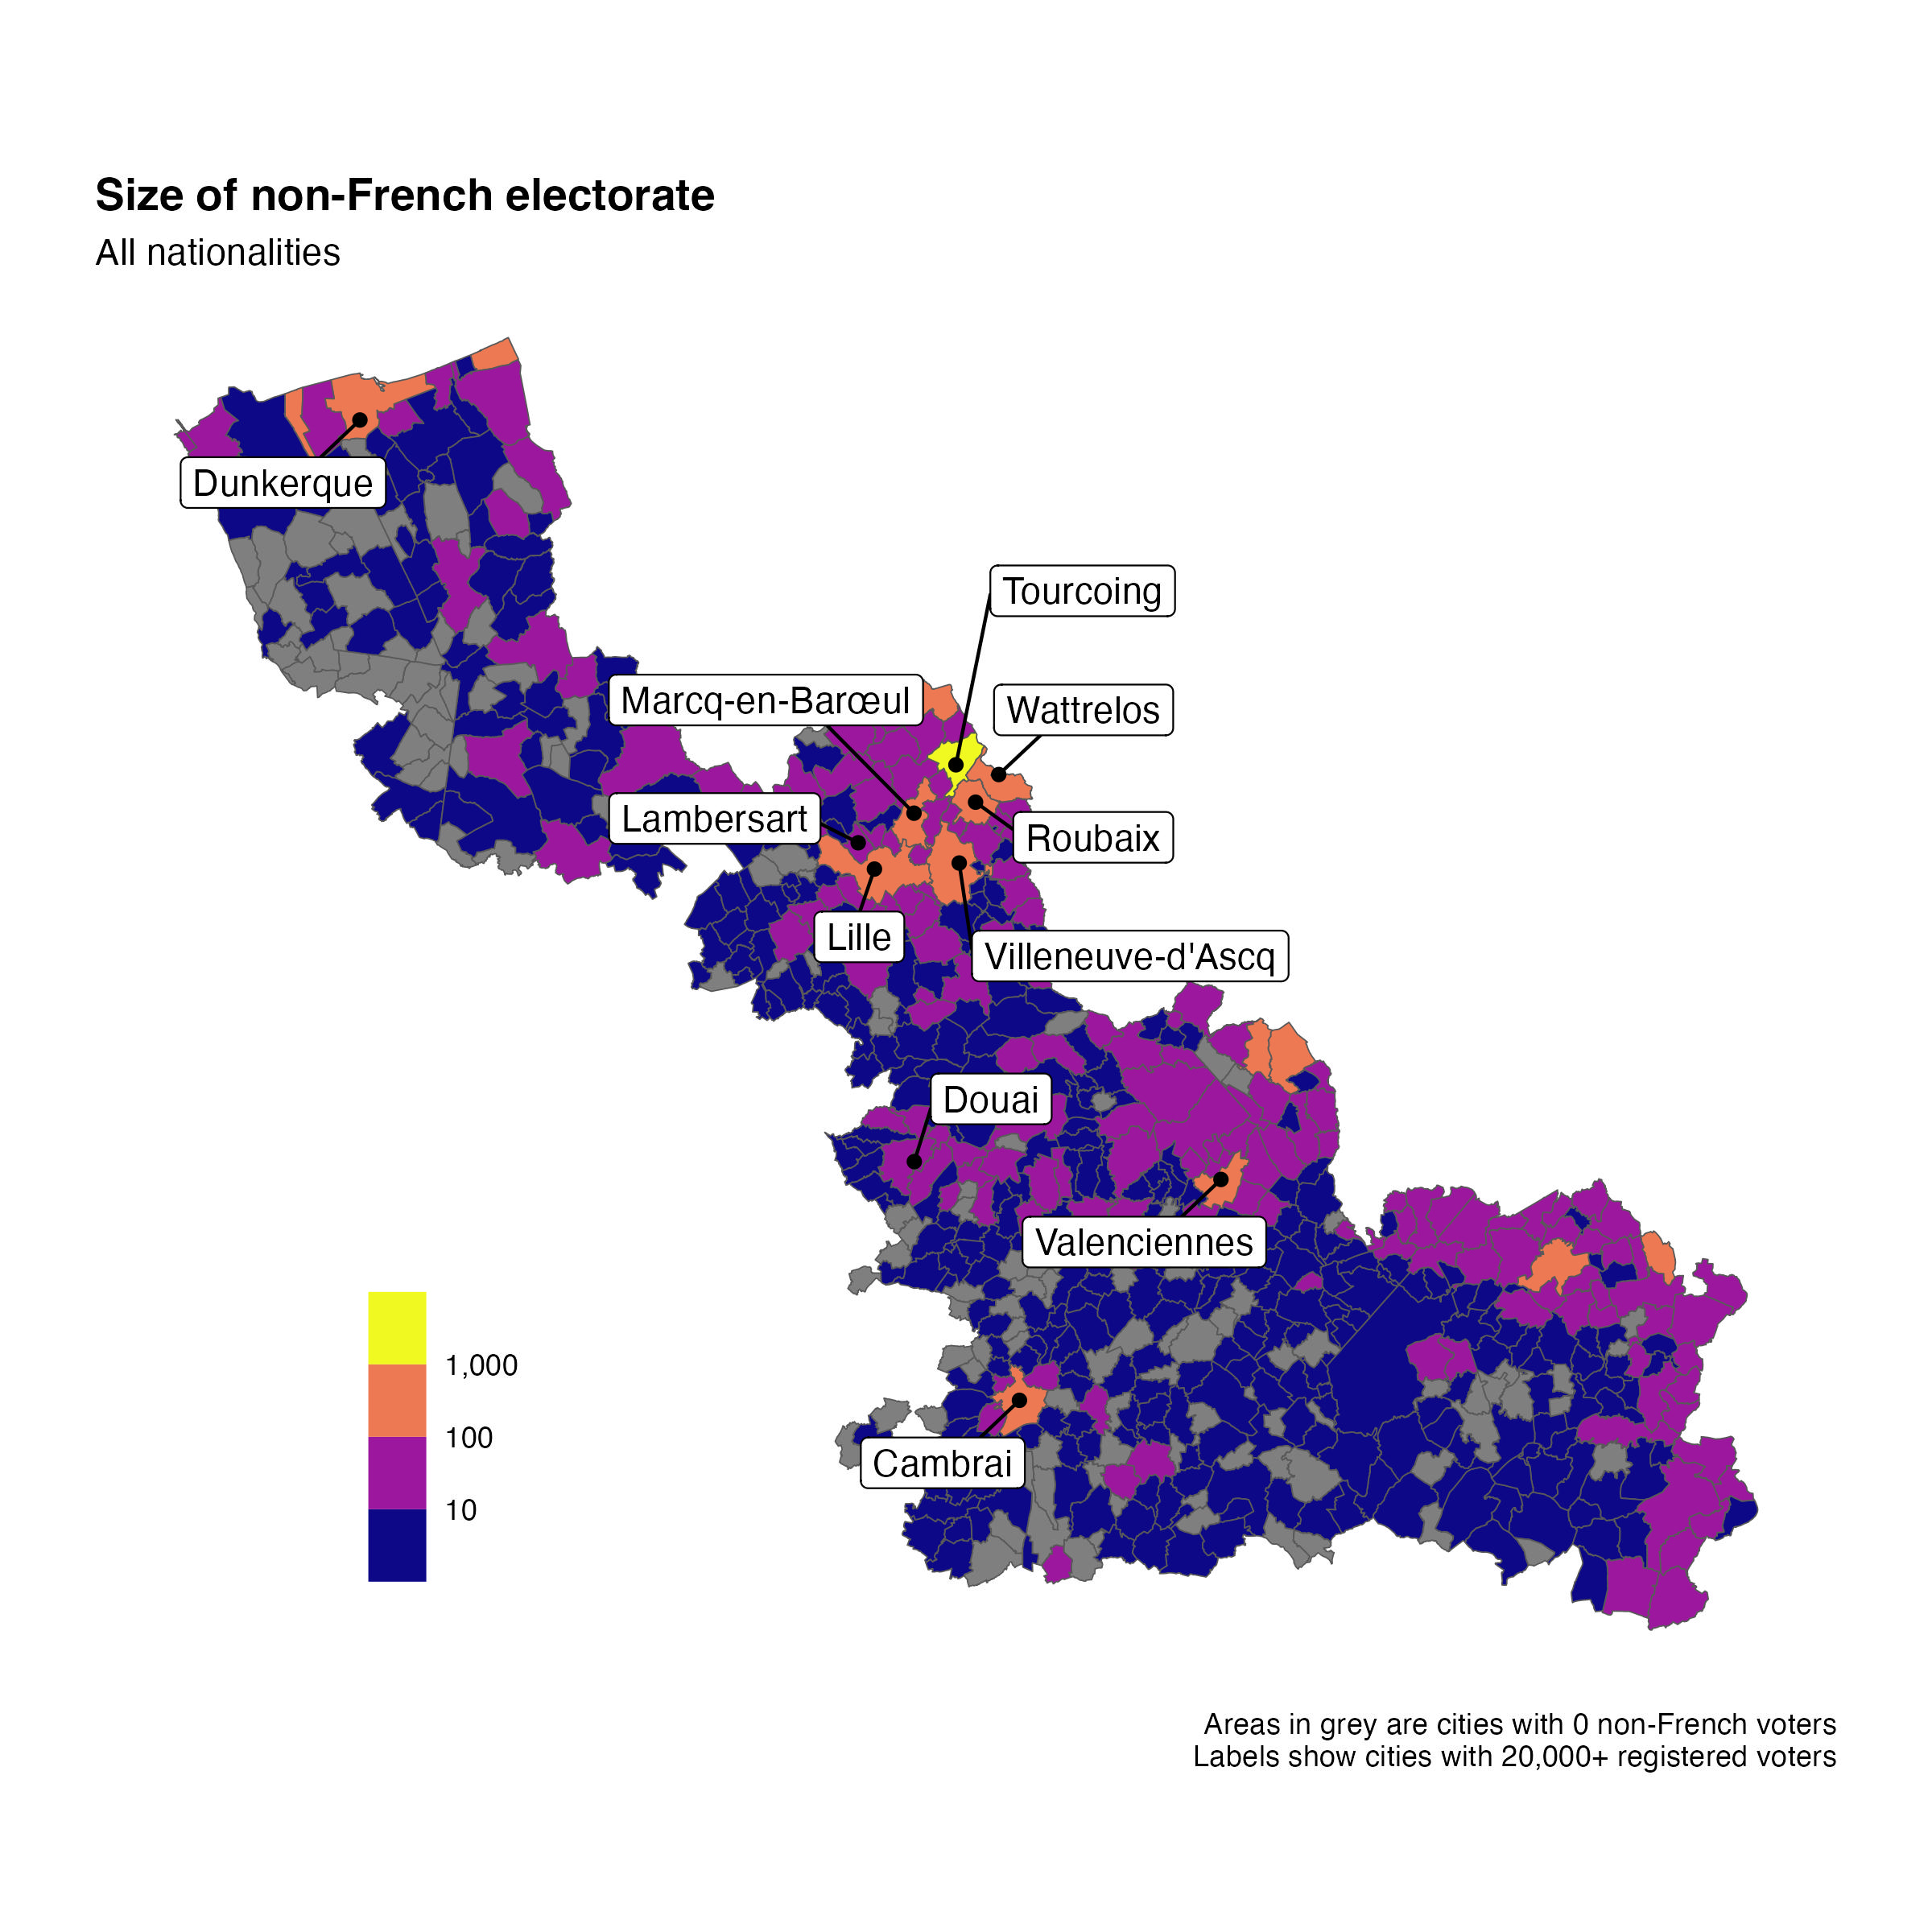 Size of non-French electorate
All nationalities
Dunkerque
Tourcoing
Marcq-en-Barœul
Wattrelos
Lambersart
Roubaix
Lille
Villeneuve-d'Ascq
Douai
Valenciennes
1,000
100
Cambrai
10
Areas in grey are cities with 0 non-French voters
Labels show cities with 20,000+ registered voters